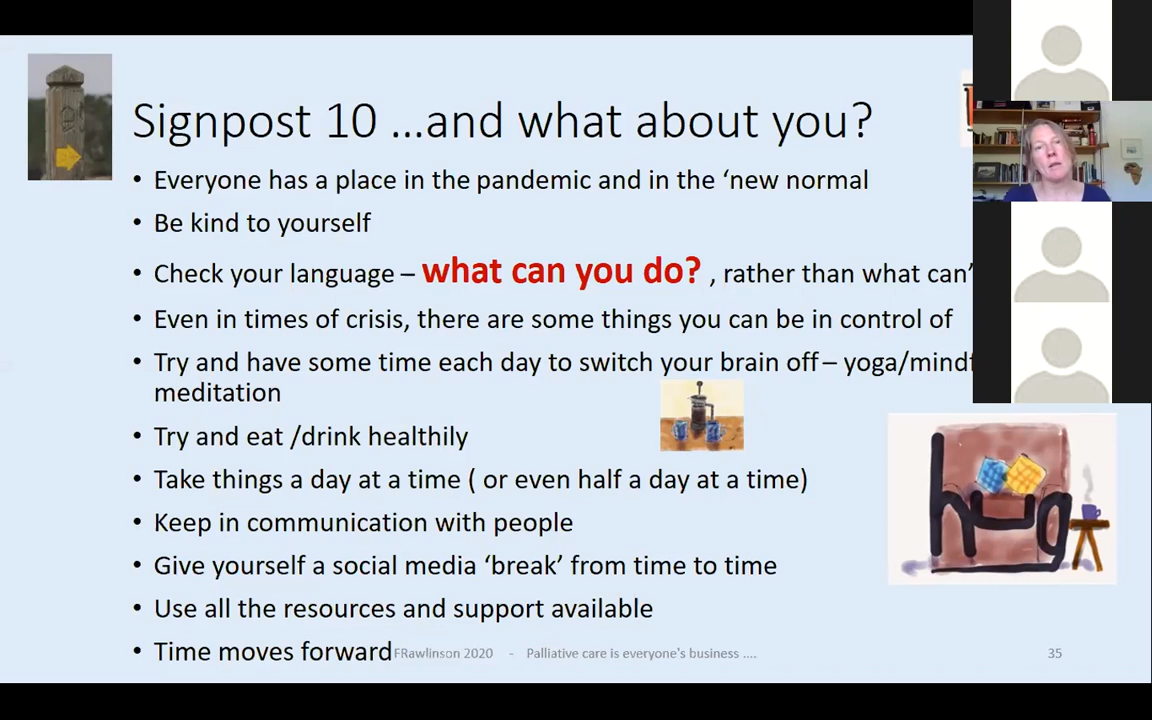 Signpost 10 ...and what about you?
• Everyone has a place in the pandemic and in the ‘new normal
• Be kind to yourself
• Check your language – what can you do? , rather than what can’
• Even in times of crisis, there are some things you can be in control of
• Try and have some time each day to switch your brain off – yoga/mindf
meditation
• Try and eat /drink healthily
• Take things a day at a time ( or even half a day at a time)
• Keep in communication with people
hug
• Give yourself a social media ‘break’ from time to time
• Use all the resources and support available
• Time moves forward
FRawlinson 2020 - Palliative care is everyone's business ....
35